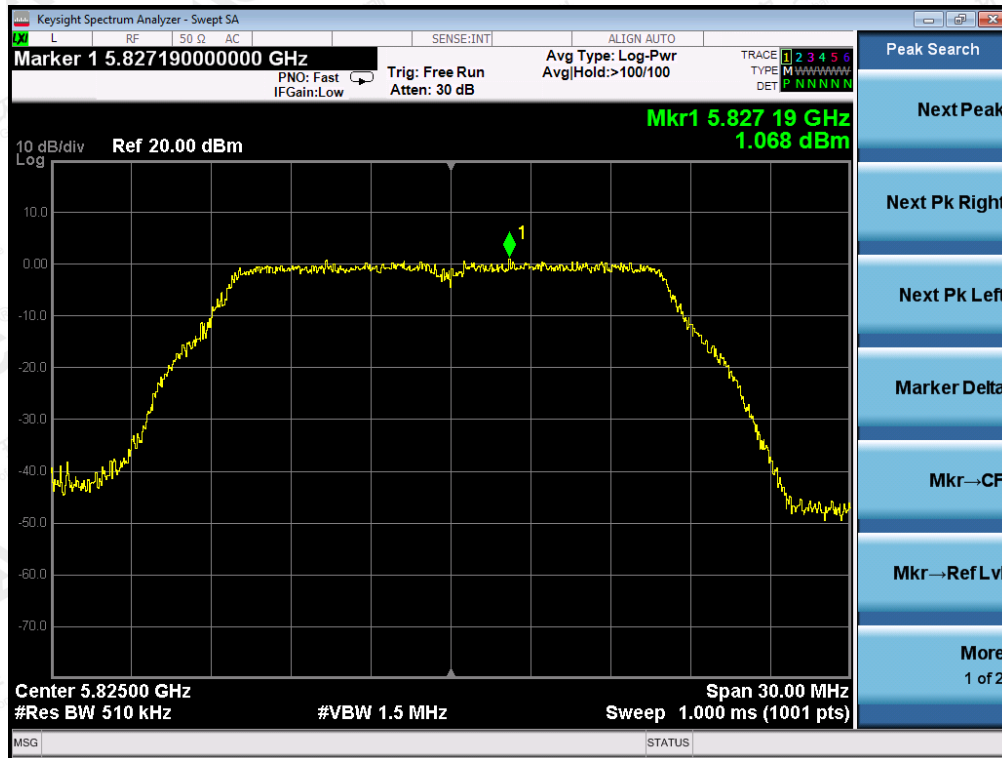 Keysight Spectrum Analyzer - Swept SA
LXI L RF 50 Ω AC SENSE:INT ALIGN AUTO
Marker 1 5.827190000000 GHz
PNO: Fast
IFGain:Low
Trig: Free Run
Atten: 30 dB
Avg Type: Log-Pwr
Avg|Hold:>100/100
TRACE 1 2 3 4 5 6
TYPE M WWWWW
DET P N N N N N
Mkr1 5.827 19 GHz
1.068 dBm
10 dB/div Ref 20.00 dBm
Log
1
10.0
0.00
-10.0
-20.0
-30.0
-40.0
-50.0
-60.0
-70.0
Center 5.82500 GHz Span 30.00 MHz
#Res BW 510 kHz #VBW 1.5 MHz Sweep 1.000 ms (1001 pts)
MSG STATUS
Peak Search
Next Peak
Next Pk Right
Next Pk Left
Marker Delta
Mkr→CF
Mkr→Ref Lvl
More
1 of 2